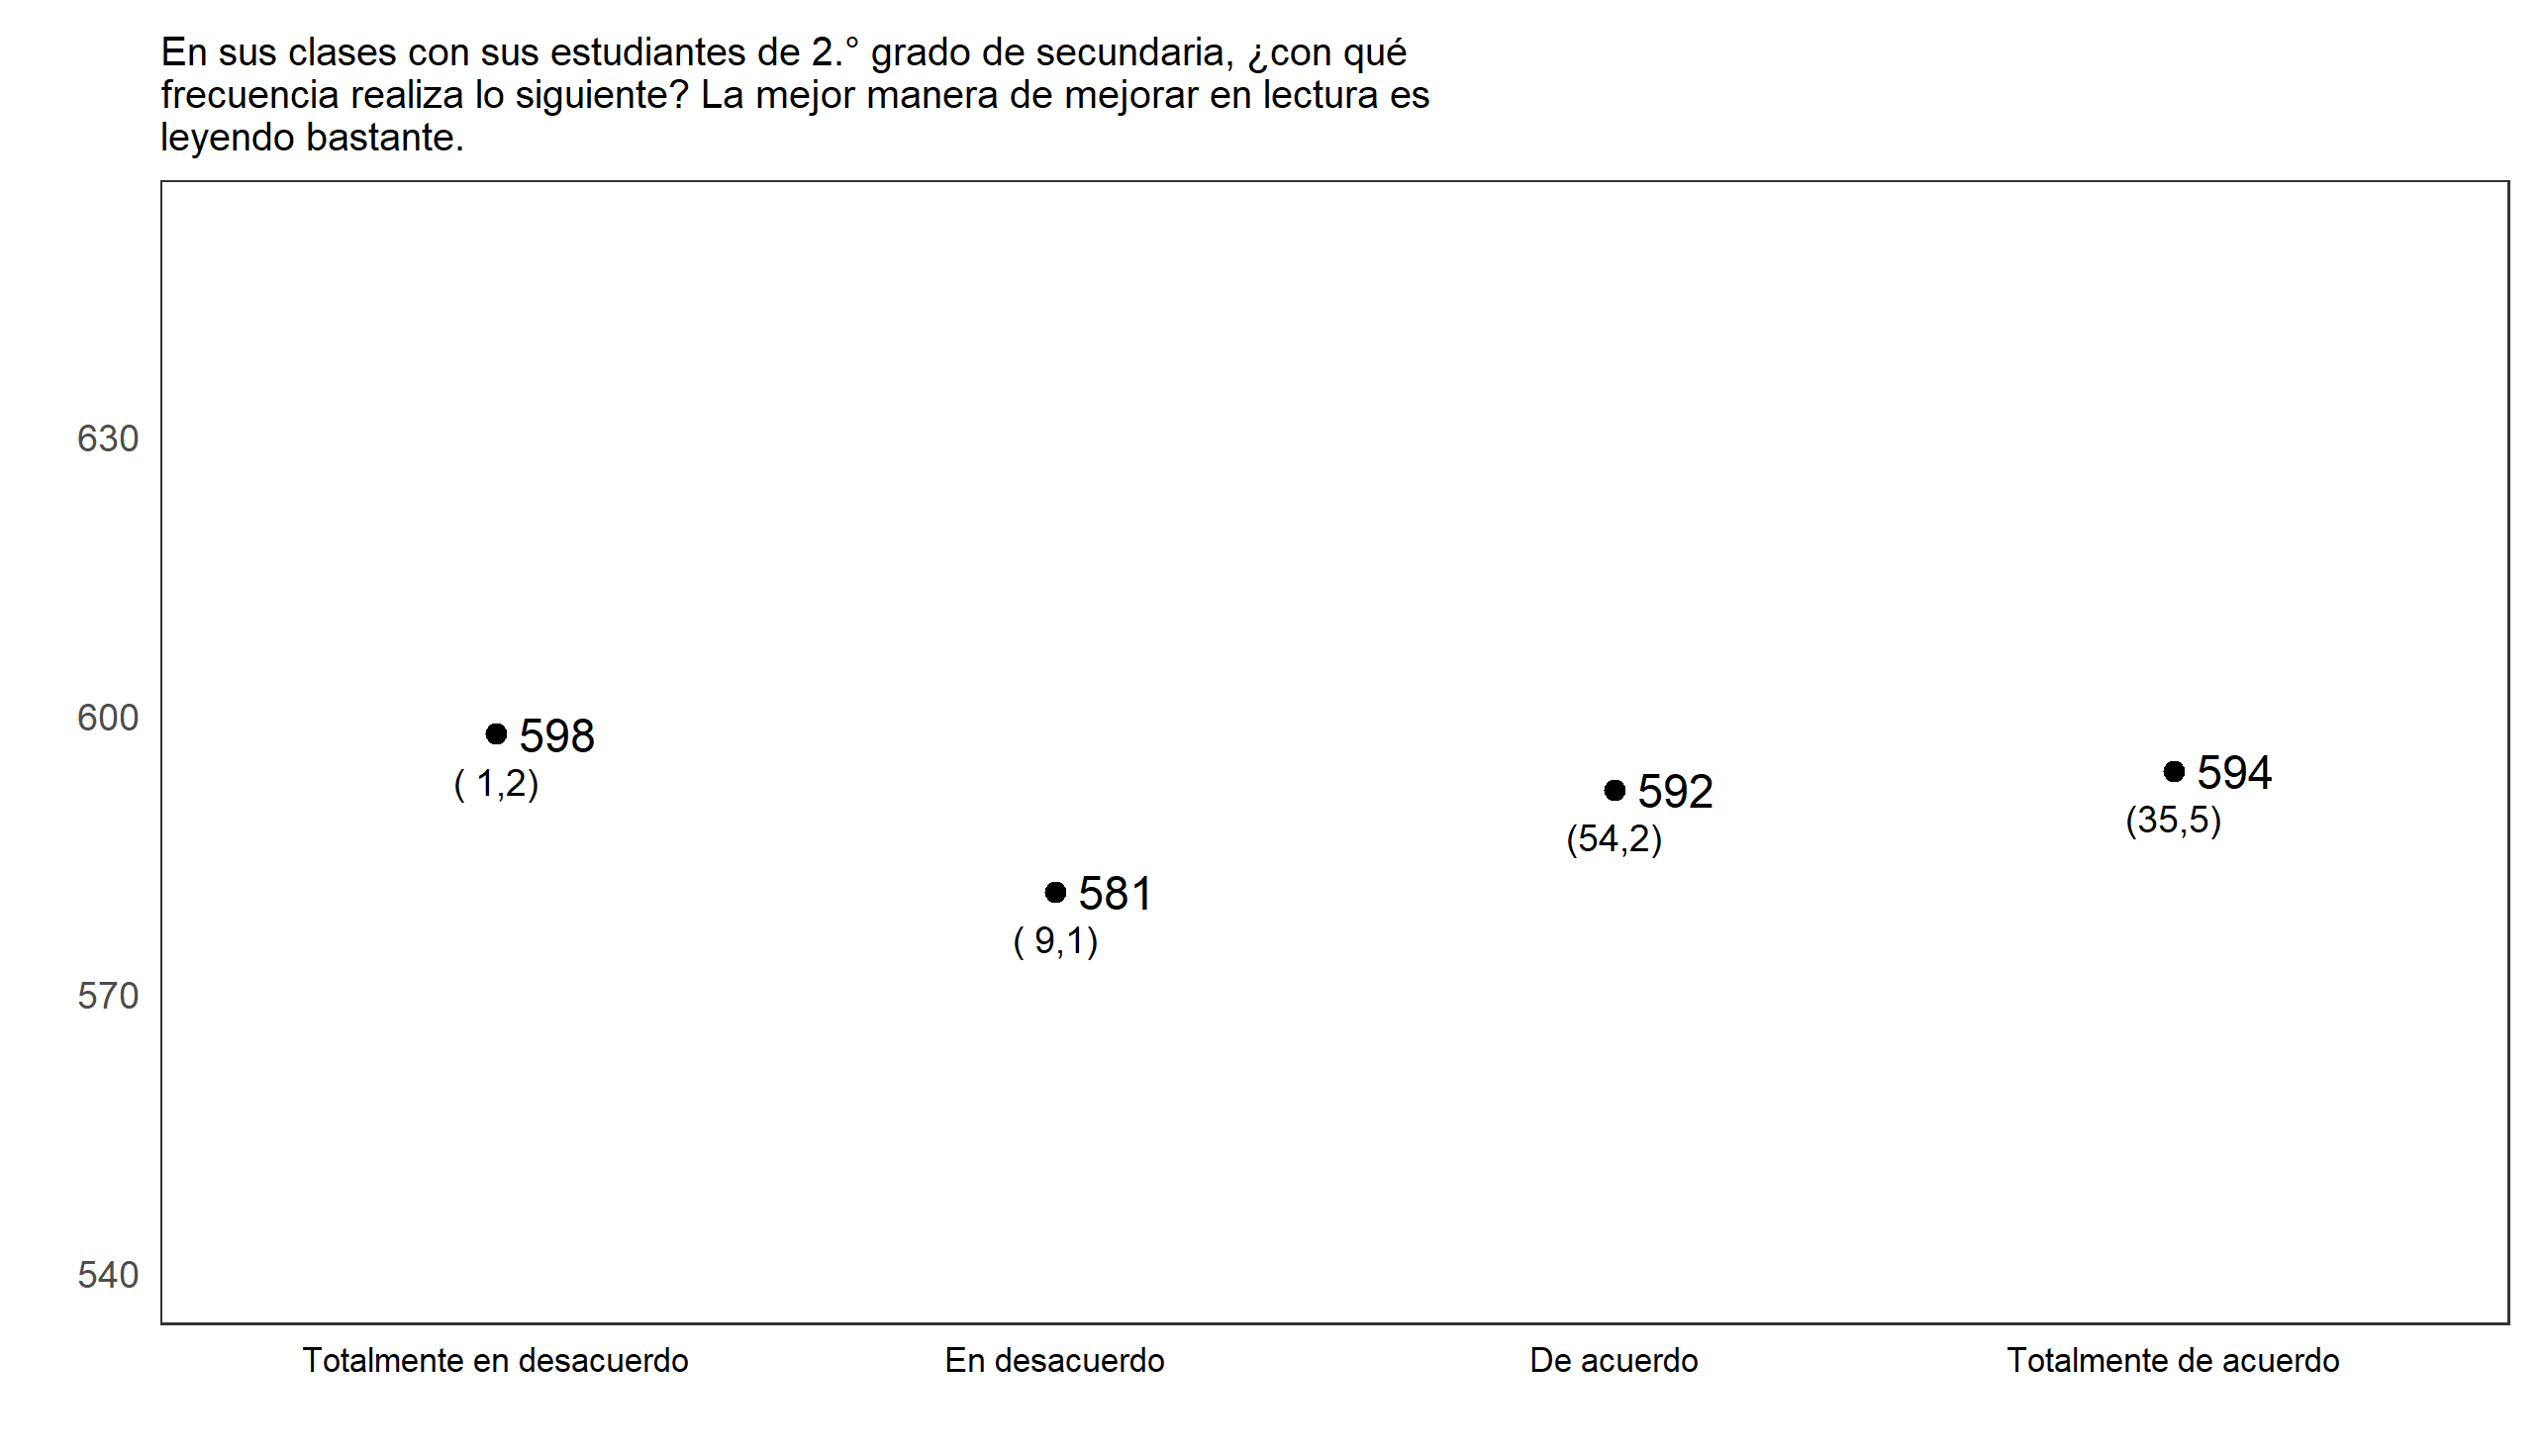 En sus clases con sus estudiantes de 2.° grado de secundaria, ¿con qué
frecuencia realiza lo siguiente? La mejor manera de mejorar en lectura es
leyendo bastante.
630
600
570
540
598
( 1,2)
581
( 9,1)
592
(54,2)
594
(35,5)
Totalmente en desacuerdo
En desacuerdo
De acuerdo
Totalmente de acuerdo